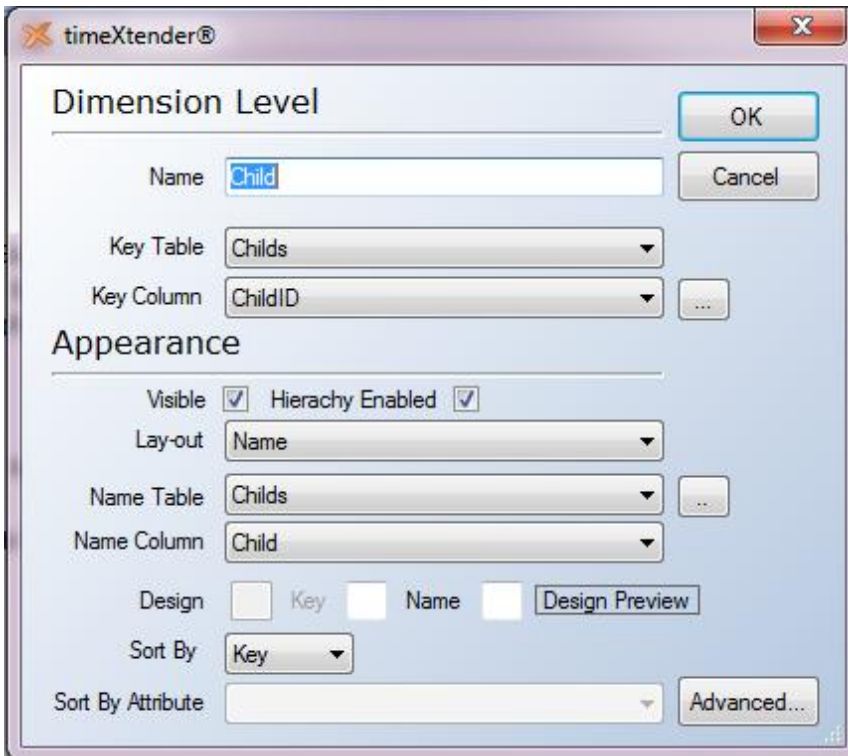 timeXtender®
x
Dimension Level
OK
Name Child
Cancel
Key Table Childs
Key Column ChildID ...
Appearance
Visible Hierachy Enabled
Lay-out Name
Name Table Childs ..
Name Column Child
Design Key Name Design Preview
Sort By Key
Sort By Attribute Advanced...